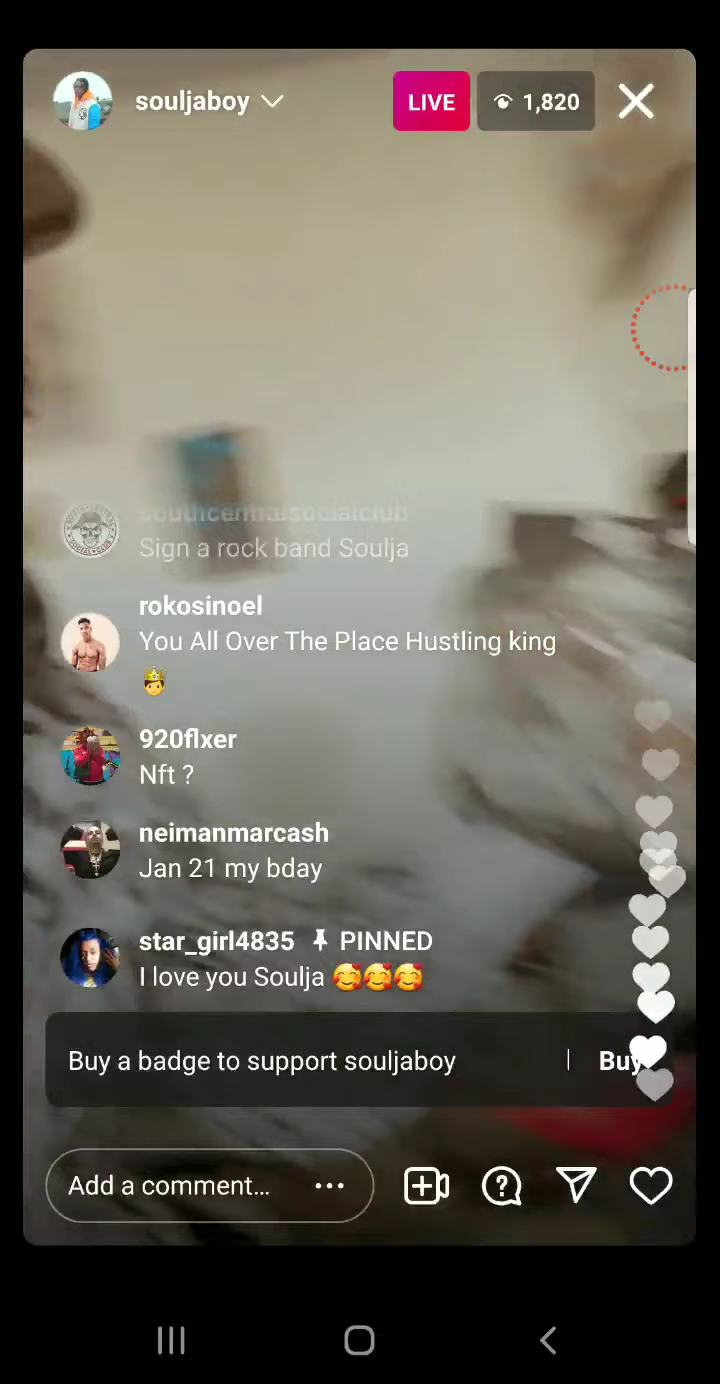 souljaboy
LIVE
1,820
southcentralsocialclub
Sign a rock band Soulja
rokosinoel
You All Over The Place Hustling king
🤴
920flxer
Nft ?
neimanmarcash
Jan 21 my bday
star_girl4835 PINNED
I love you Soulja 🥰🥰🥰
Buy a badge to support souljaboy | Buy
Add a comment...